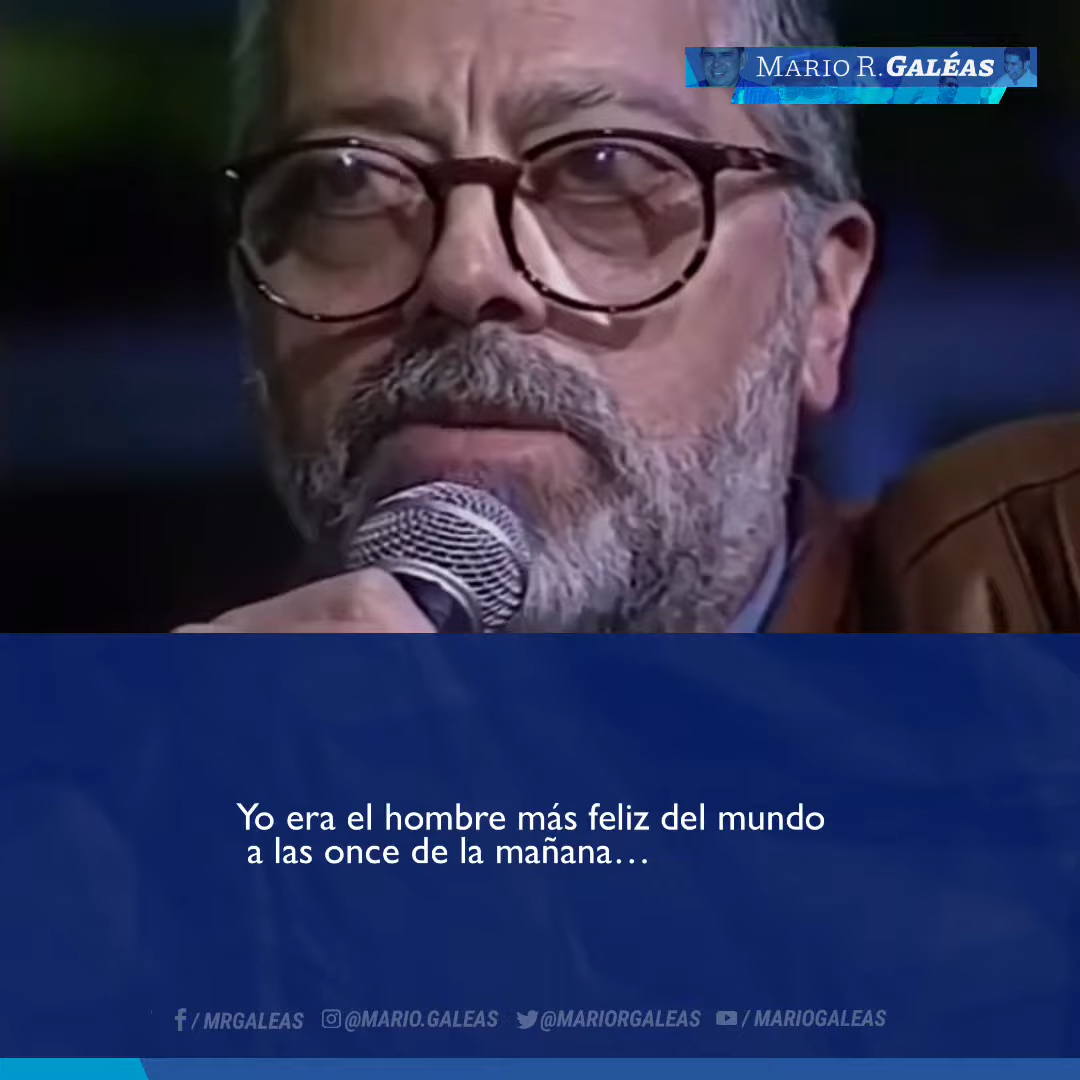 MARIO R. GALÉAS
Yo era el hombre más feliz del mundo
a las once de la mañana...
/ MRGALEAS @MARIO.GALEAS @MARIORGALEAS / MARIOGALEAS